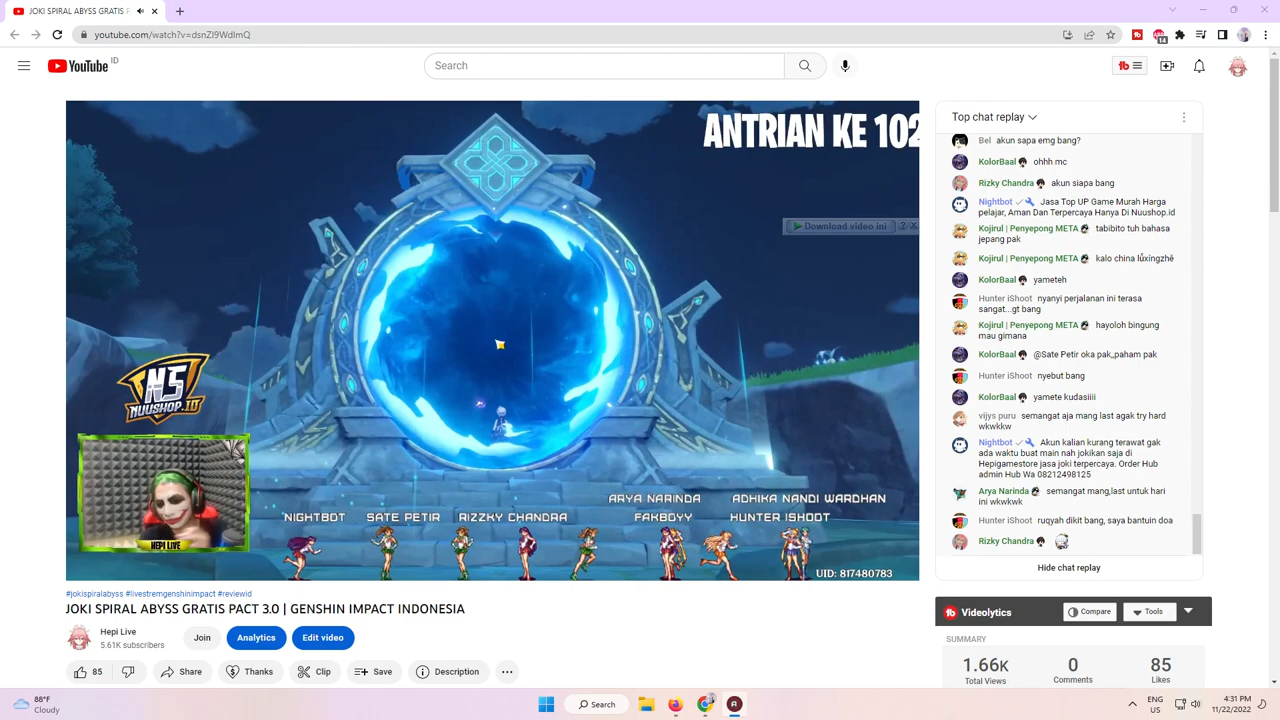 JOKI SPIRAL ABYSS GRATIS P
youtube.com/watch?v=dsnZI9WdlmQ
14
YouTube
ID
Search
ANTRIAN KE 102
Download video ini
NS
NUUSHOP.ID
HEPI LIVE
ARYA NARINDA
ADHIKA NANDI WARDHAN
NIGHTBOT
SATE PETIR
RIZZKY CHANDRA
FAKBOYY
HUNTER ISHOOT
UID: 817480783
Top chat replay
Bel akun sapa emg bang?
KolorBaal ohhh mc
Rizky Chandra akun siapa bang
Nightbot Jasa Top UP Game Murah Harga
pelajar, Aman Dan Terpercaya Hanya Di Nuushop.id
Kojirul | Penyepong META tabibito tuh bahasa
jepang pak
Kojirul | Penyepong META kalo china lǚxíngzhě
KolorBaal yameteh
Hunter iShoot nyanyi perjalanan ini terasa
sangat...gt bang
Kojirul | Penyepong META hayoloh bingung
mau gimana
KolorBaal @Sate Petir oka pak,,paham pak
Hunter iShoot nyebut bang
KolorBaal yamete kudasiiii
vijys puru semangat aja mang last agak try hard
wkwkkw
Nightbot Akun kalian kurang terawat gak
ada waktu buat main nah jokikan saja di
Hepigamestore jasa joki terpercaya. Order Hub
admin Hub Wa 08212498125
Arya Narinda semangat mang,last untuk hari
ini wkwkwk
Hunter iShoot ruqyah dikit bang, saya bantuin doa
Rizky Chandra
Hide chat replay
#jokispiralabyss #livestremgenshinimpact #reviewid
JOKI SPIRAL ABYSS GRATIS PACT 3.0 | GENSHIN IMPACT INDONESIA
Hepi Live
5.61K subscribers
Join
Analytics
Edit video
85
Share
Thanks
Clip
Save
Description
Videolytics
Compare
Tools
SUMMARY
1.66K
Total Views
0
Comments
85
Likes
88°F
Cloudy
Search
ENG
US
4:31 PM
11/22/2022